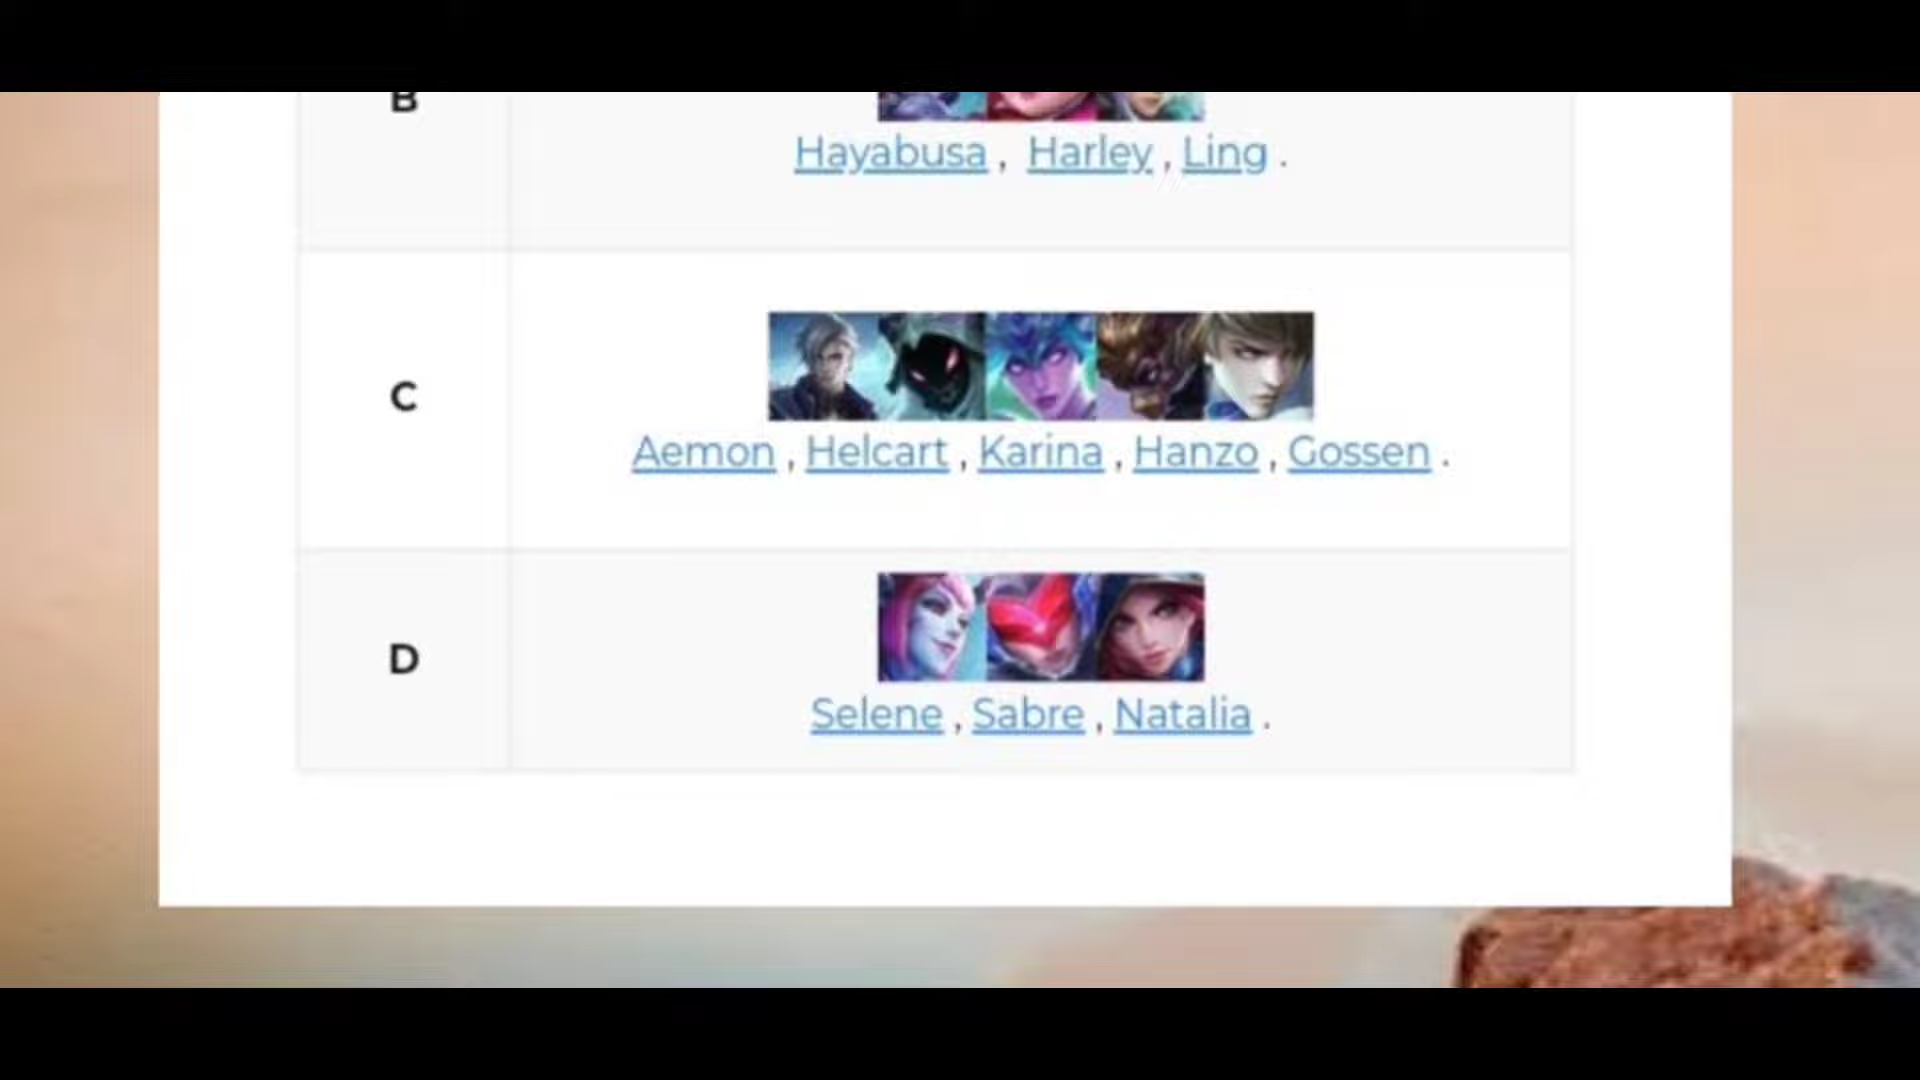 B
Hayabusa , Harley , Ling .
C
Aemon , Helcart , Karina , Hanzo , Gossen .
D
Selene , Sabre , Natalia .